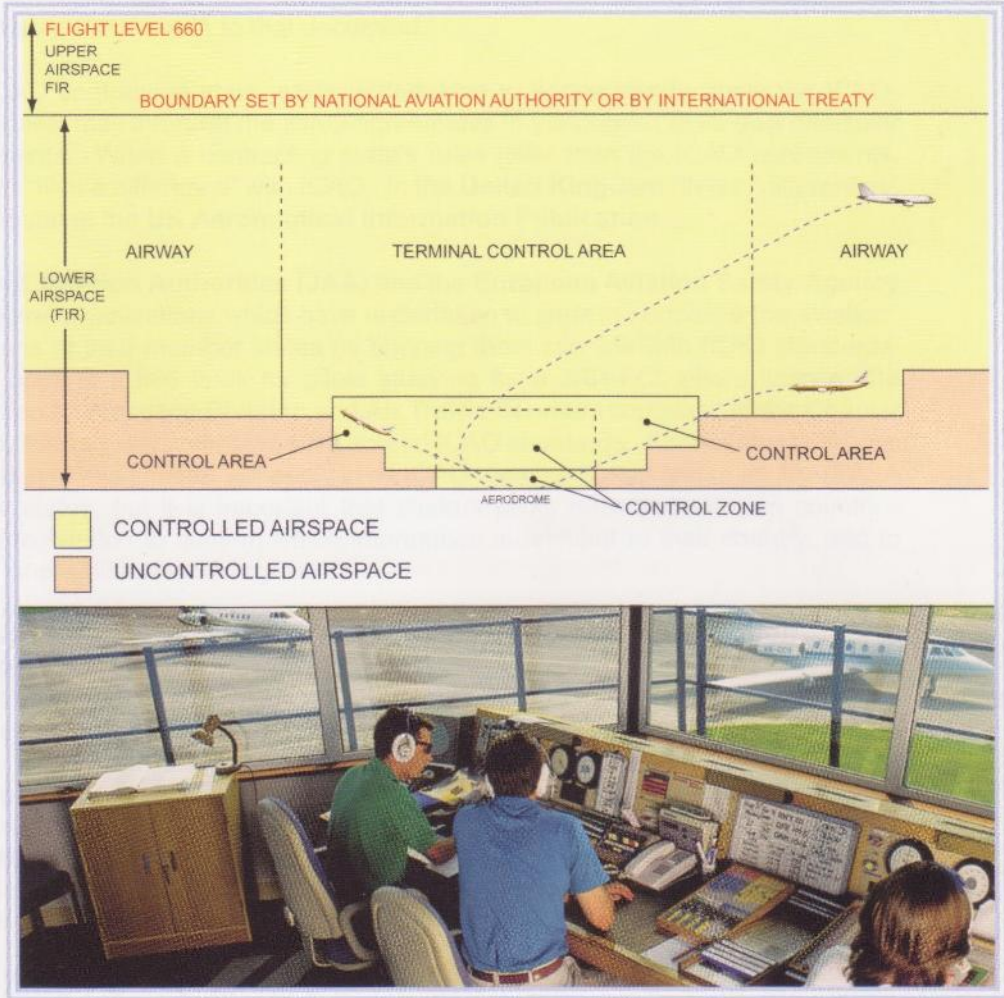 FLIGHT LEVEL 660
UPPER
AIRSPACE
FIR
BOUNDARY SET BY NATIONAL AVIATION AUTHORITY OR BY INTERNATIONAL TREATY
AIRWAY
TERMINAL CONTROL AREA
AIRWAY
LOWER
AIRSPACE
(FIR)
CONTROL AREA
CONTROL AREA
AERODROME
CONTROL ZONE
CONTROLLED AIRSPACE
UNCONTROLLED AIRSPACE